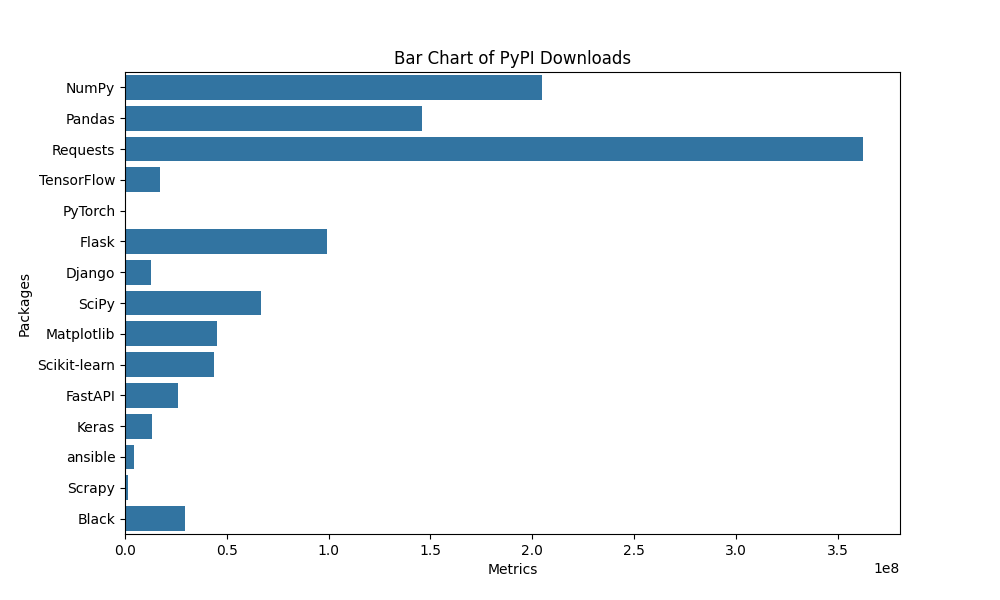 Bar Chart of PyPI Downloads
Packages
NumPy
Pandas
Requests
TensorFlow
PyTorch
Flask
Django
SciPy
Matplotlib
Scikit-learn
FastAPI
Keras
ansible
Scrapy
Black
0.0 0.5 1.0 1.5 2.0 2.5 3.0 3.5
Metrics
1e8